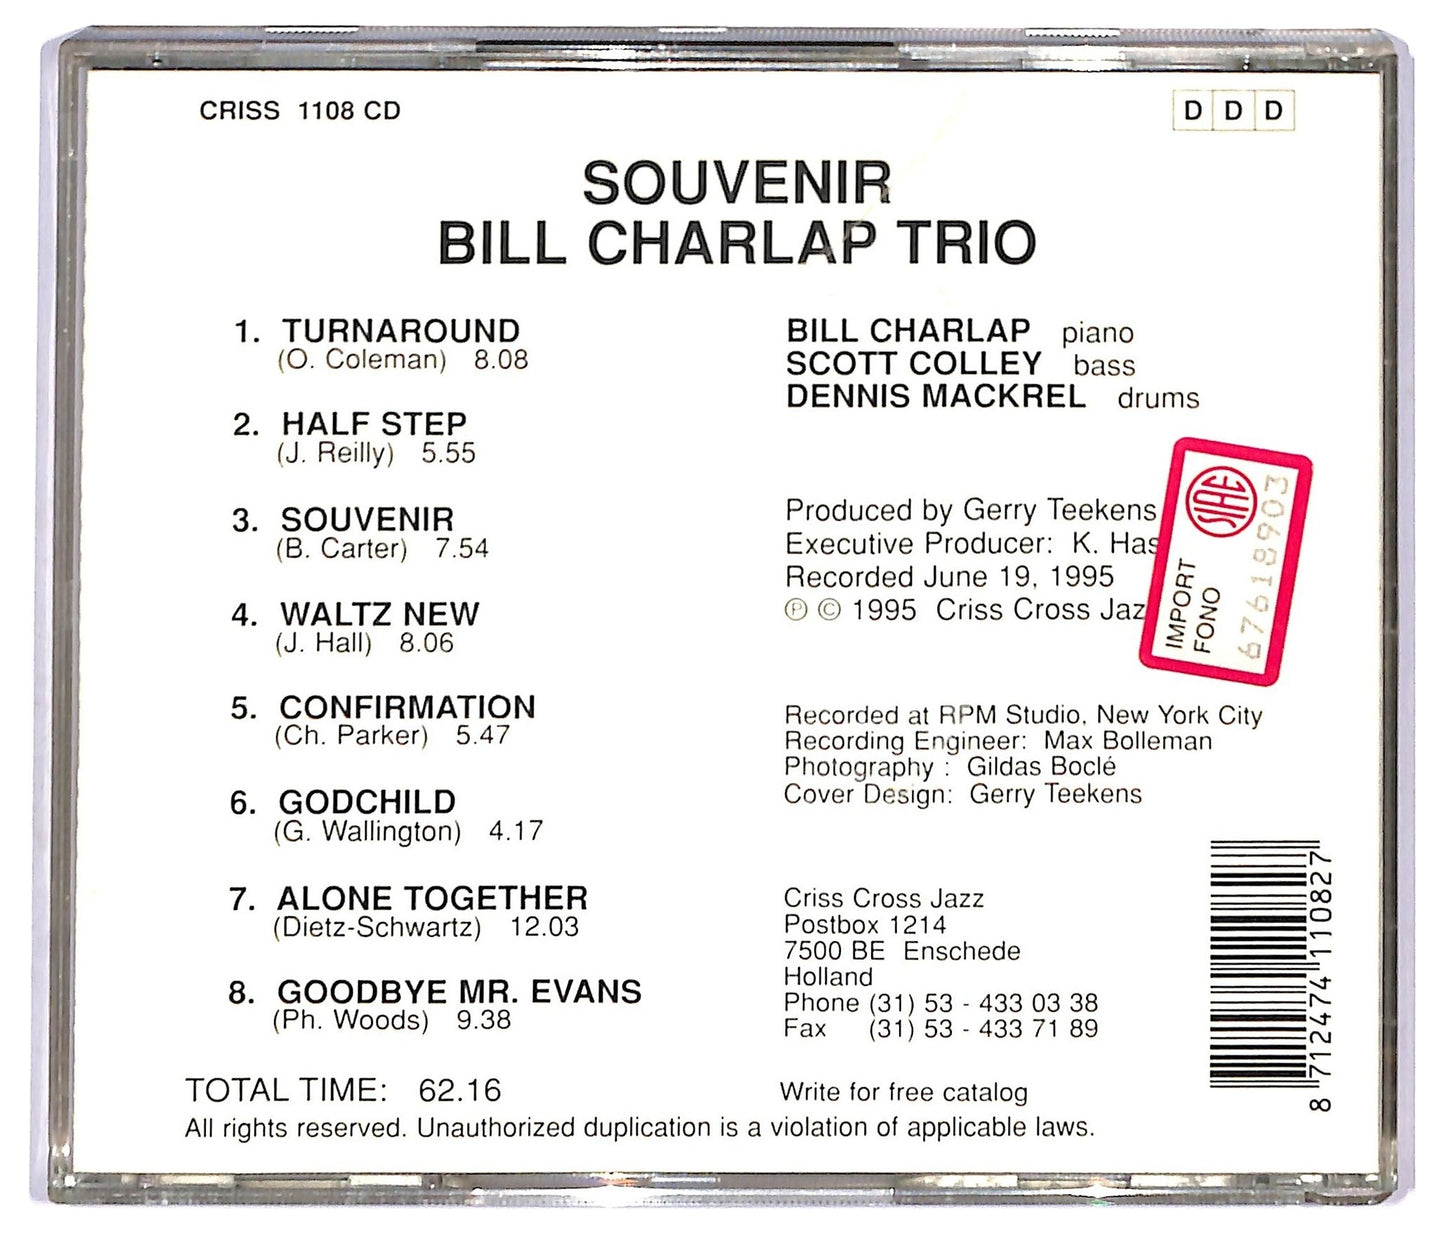 CRISS 1108 CD
D D D
SOUVENIR
BILL CHARLAP TRIO
1. TURNAROUND
(O. Coleman) 8.08
2. HALF STEP
(J. Reilly) 5.55
3. SOUVENIR
(B. Carter) 7.54
4. WALTZ NEW
(J. Hall) 8.06
5. CONFIRMATION
(Ch. Parker) 5.47
6. GODCHILD
(G. Wallington) 4.17
7. ALONE TOGETHER
(Dietz-Schwartz) 12.03
8. GOODBYE MR. EVANS
(Ph. Woods) 9.38
TOTAL TIME: 62.16
BILL CHARLAP piano
SCOTT COLLEY bass
DENNIS MACKREL drums
Produced by Gerry Teekens
Executive Producer: K. Has
Recorded June 19, 1995
℗ © 1995 Criss Cross Jaz
SIAE
IMPORT
FONO
67618903
Recorded at RPM Studio, New York City
Recording Engineer: Max Bolleman
Photography : Gildas Boclé
Cover Design: Gerry Teekens
Criss Cross Jazz
Postbox 1214
7500 BE Enschede
Holland
Phone (31) 53 - 433 03 38
Fax (31) 53 - 433 71 89
Write for free catalog
8 712474 110827
All rights reserved. Unauthorized duplication is a violation of applicable laws.